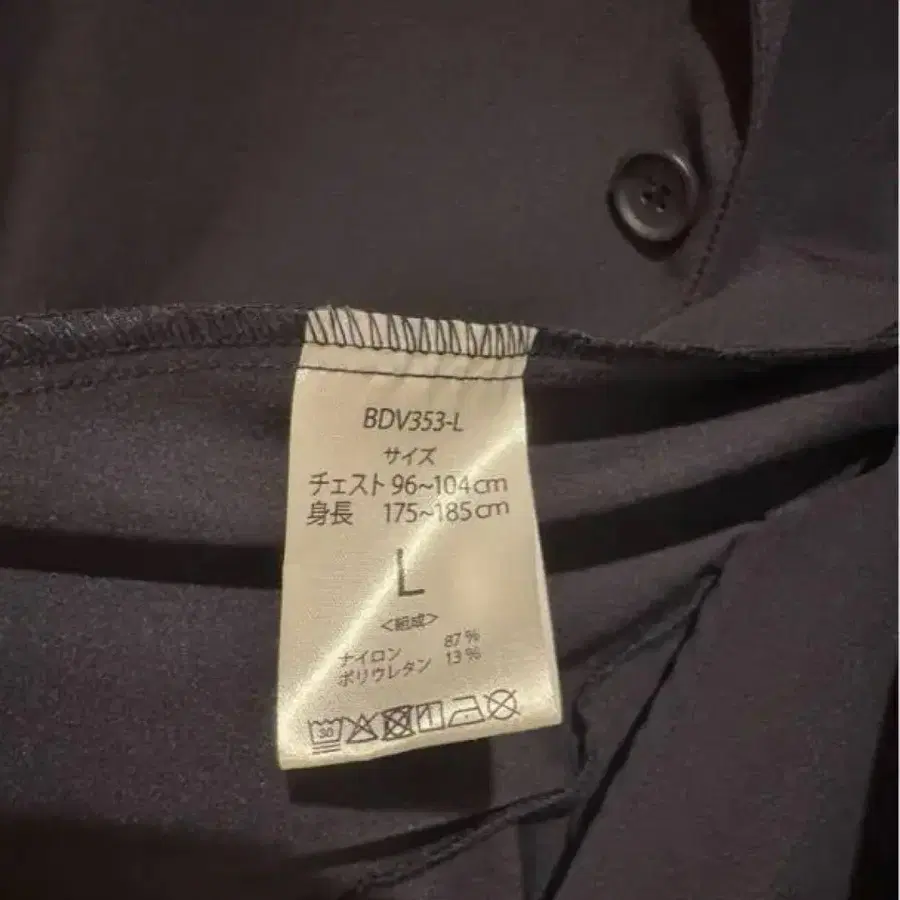 BDV353-L
サイズ
チェスト 96~104cm
身長 175~185cm
L
<組成>
ナイロン 87%
ポリウレタン 13%
30